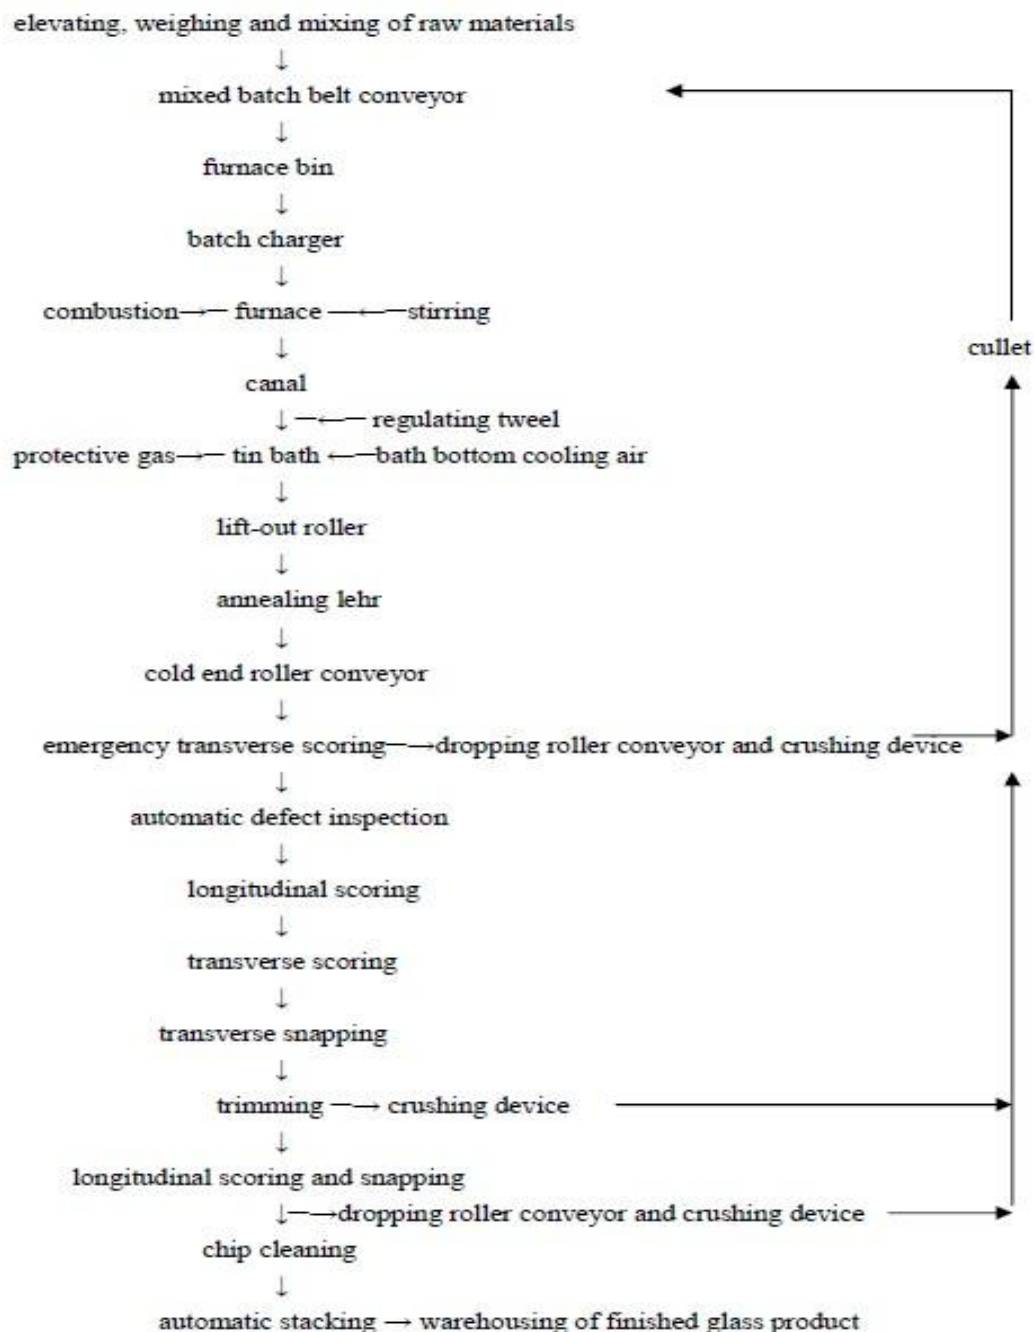 elevating, weighing and mixing of raw materials
↓
mixed batch belt conveyor
↓
furnace bin
↓
batch charger
↓
combustion→— furnace —←—stirring
↓
cullet
canal
↓—←— regulating tweel
protective gas→— tin bath ←—bath bottom cooling air
↓
lift-out roller
↓
annealing lehr
↓
cold end roller conveyor
↓
emergency transverse scoring—→dropping roller conveyor and crushing device
↓
automatic defect inspection
↓
longitudinal scoring
↓
transverse scoring
↓
transverse snapping
↓
trimming —→ crushing device
↓
longitudinal scoring and snapping
↓—→dropping roller conveyor and crushing device
chip cleaning
↓
automatic stacking → warehousing of finished glass product